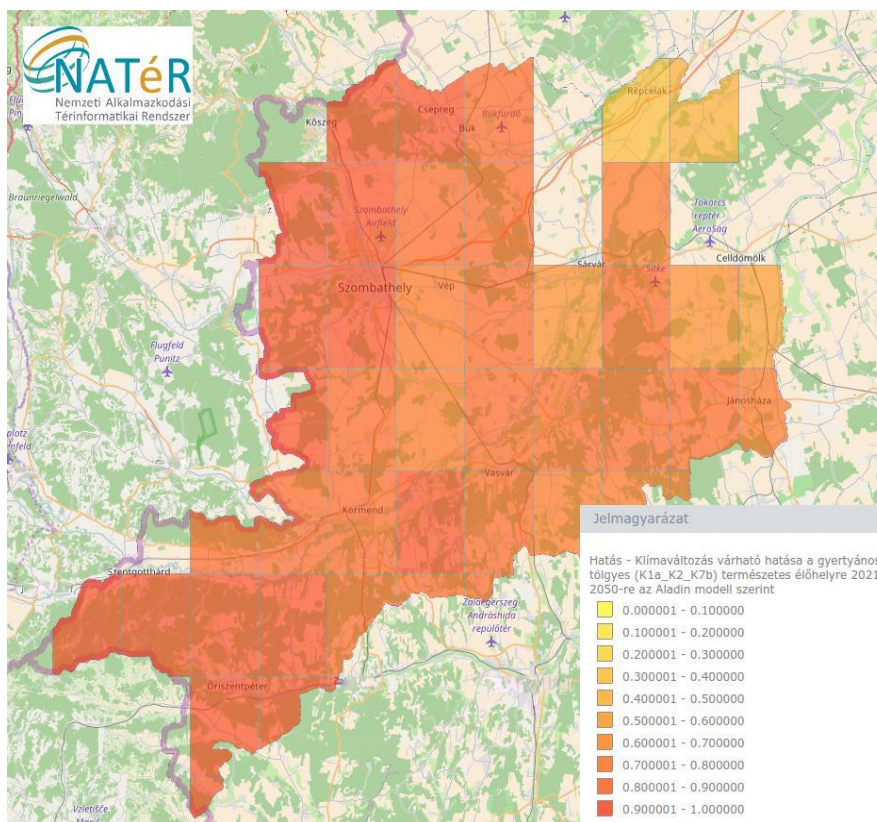 NATéR
Nemzeti Alkalmazkodási
Térinformatikai Rendszer
Répcelak
Csepreg
Kőszeg
Bük
Bükfürdő
Braunriegelwald
Szombathely
Airfield
Tokorcs
reptér
AeroSág
Sárvár
Celldömölk
Sitke
Szombathely
Vép
Flugfeld
Punitz
Jánosháza
Vasvár
Körmend
Szentgotthárd
Zalaegerszeg-
Andráshida
repülőtér
Őriszentpéter
Jelmagyarázat
Hatás - Klímaváltozás várható hatása a gyertyános
tölgyes (K1a_K2_K7b) természetes élőhelyre 2021
2050-re az Aladin modell szerint
0.000001 - 0.100000
0.100001 - 0.200000
0.200001 - 0.300000
0.300001 - 0.400000
0.400001 - 0.500000
0.500001 - 0.600000
0.600001 - 0.700000
0.700001 - 0.800000
0.800001 - 0.900000
0.900001 - 1.000000